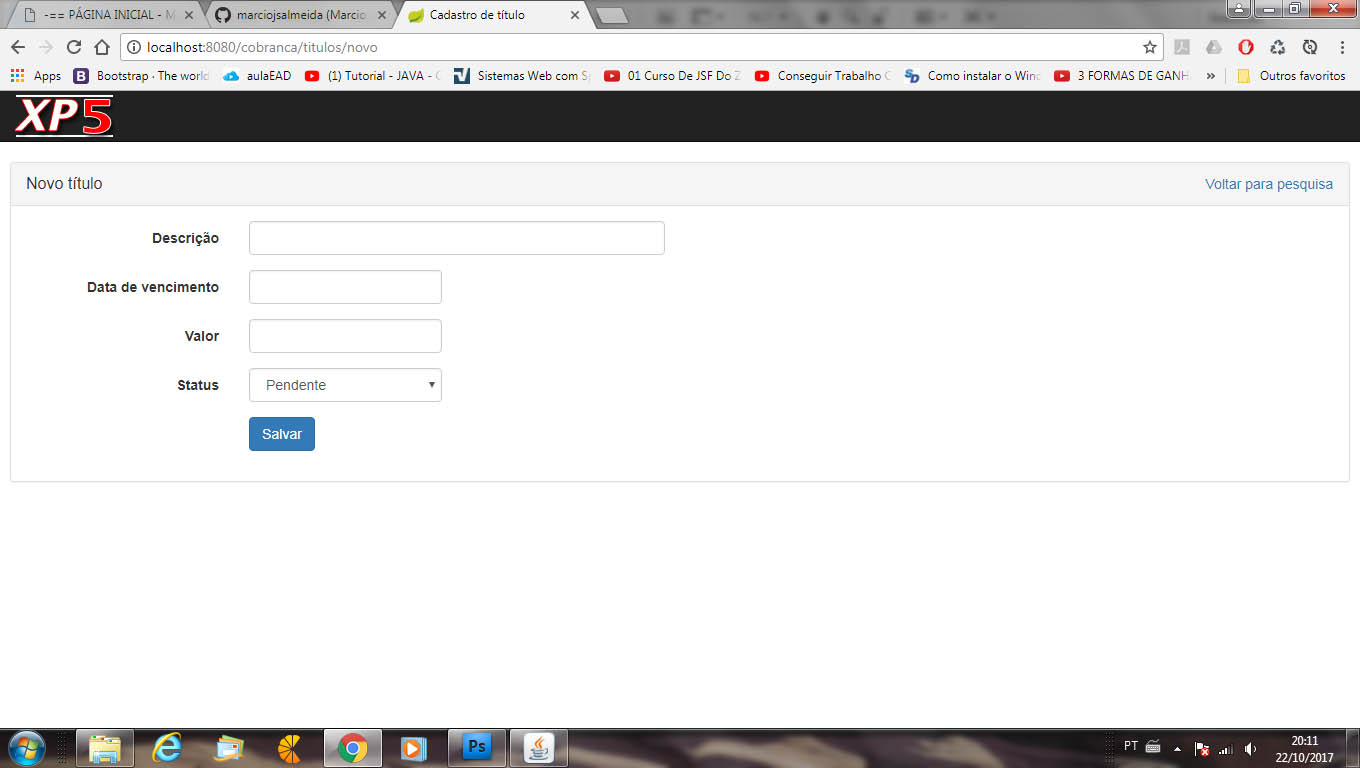 -== PÁGINA INICIAL - M
marciojsalmeida (Marcio
Cadastro de título
localhost:8080/cobranca/titulos/novo
Apps
Bootstrap · The world
aulaEAD
(1) Tutorial - JAVA - C
Sistemas Web com Sp
01 Curso De JSF Do Z
Conseguir Trabalho C
Como instalar o Wind
3 FORMAS DE GANH
»
Outros favoritos
XP5
Novo título
Voltar para pesquisa
Descrição
Data de vencimento
Valor
Status
Pendente
Salvar
Ps
PT
20:11
22/10/2017